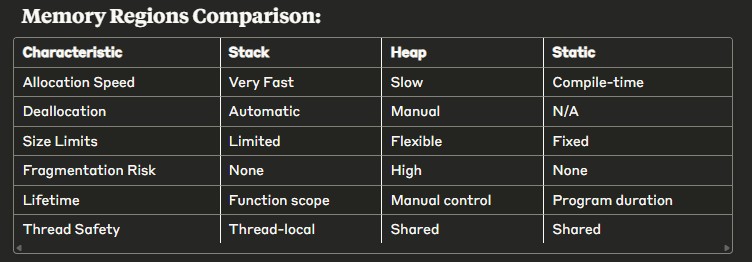 Memory Regions Comparison:
Characteristic Stack Heap Static
Allocation Speed Very Fast Slow Compile-time
Deallocation Automatic Manual N/A
Size Limits Limited Flexible Fixed
Fragmentation Risk None High None
Lifetime Function scope Manual control Program duration
Thread Safety Thread-local Shared Shared